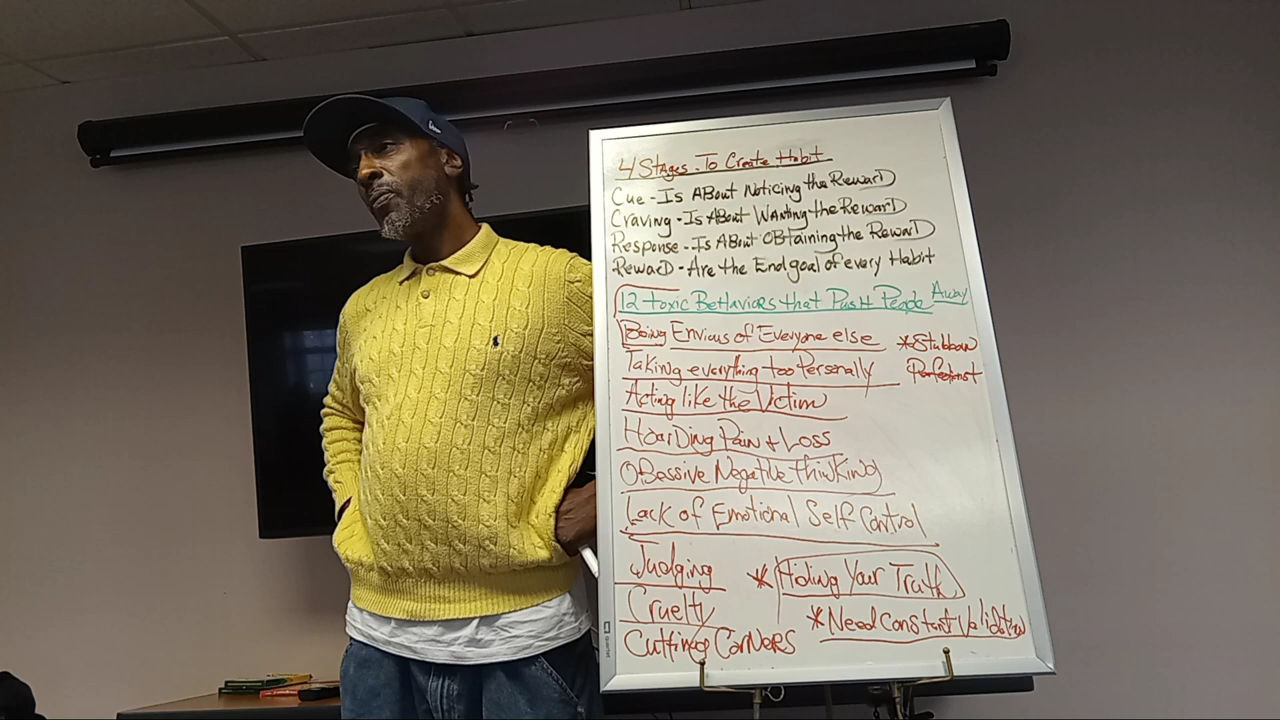 4 Stages To Create Habit
Cue - Is About Noticing the Reward
Craving - Is About Wanting the Reward
Response - Is About Obtaining the Reward
Reward - Are the End goal of every Habit
12 toxic Behaviors that Push People Away
Being Envious of Everyone else
*Stubborn
Taking everything too Personally
Perfectionist
Acting like the Victim
Hoarding Pain + Loss
Obsessive Negative thinking
Lack of Emotional Self Control
Judging
*Hiding Your Truth
Cruelty
*Need constant Validation
Cutting Corners
quartet